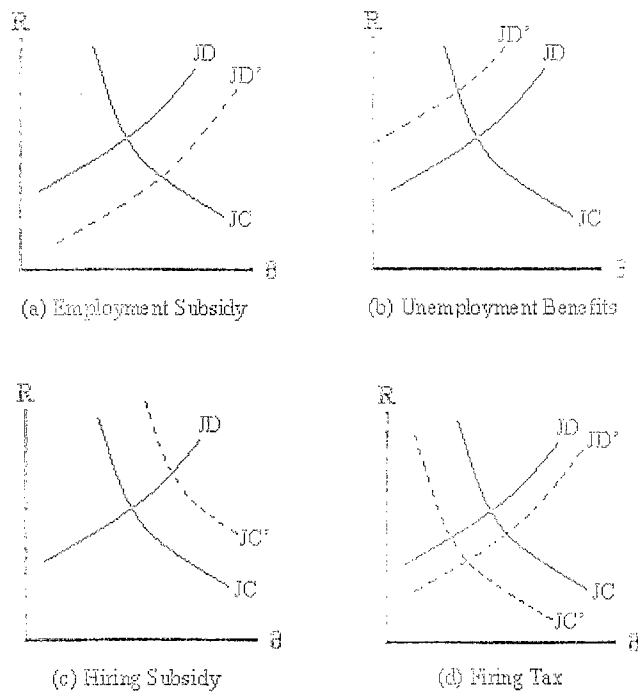 R
JD
JD'
JC
θ
(a) Employment Subsidy
R
JD'
JD
JC
θ
(b) Unemployment Benefits
R
JD
JC'
JC
θ
(c) Hiring Subsidy
R
JD
JD'
JC
JC'
θ
(d) Firing Tax